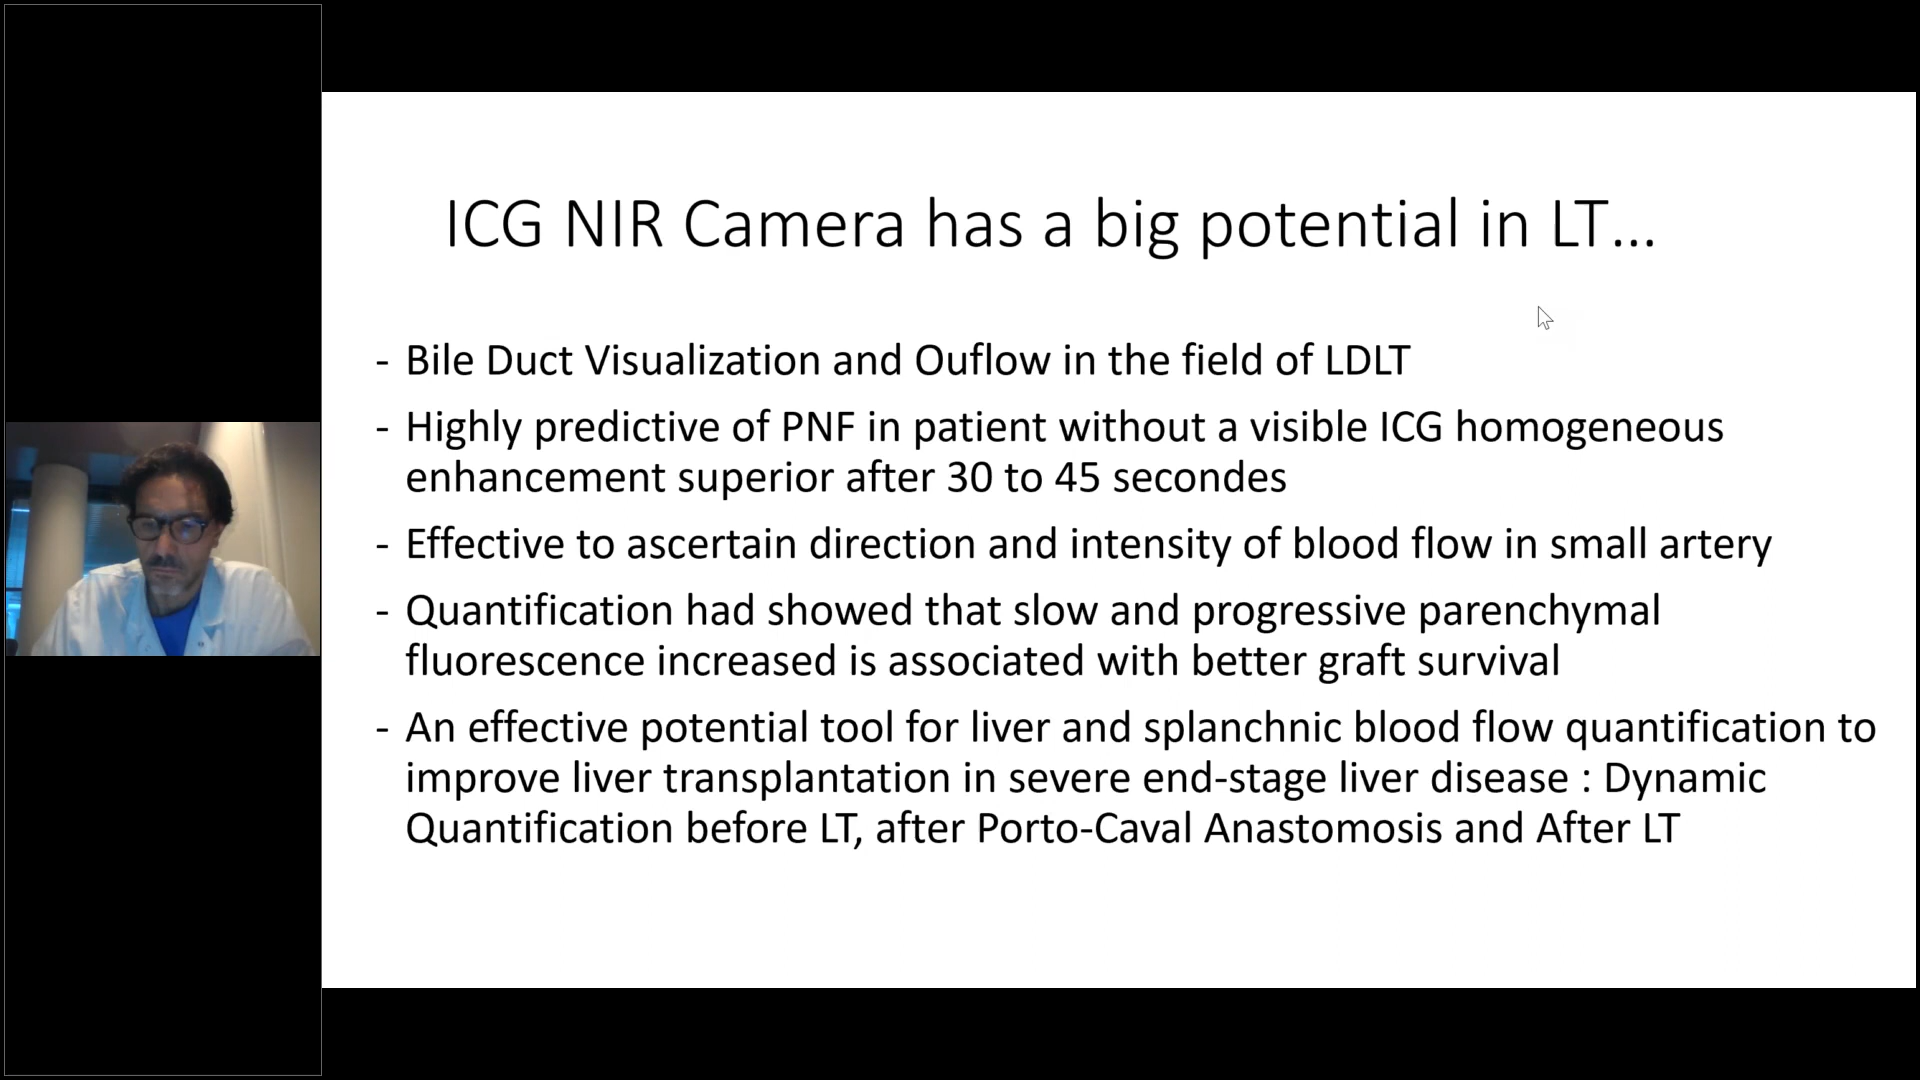 ICG NIR Camera has a big potential in LT...
- Bile Duct Visualization and Ouflow in the field of LDLT
- Highly predictive of PNF in patient without a visible ICG homogeneous
enhancement superior after 30 to 45 secondes
- Effective to ascertain direction and intensity of blood flow in small artery
- Quantification had showed that slow and progressive parenchymal
fluorescence increased is associated with better graft survival
- An effective potential tool for liver and splanchnic blood flow quantification to
improve liver transplantation in severe end-stage liver disease : Dynamic
Quantification before LT, after Porto-Caval Anastomosis and After LT